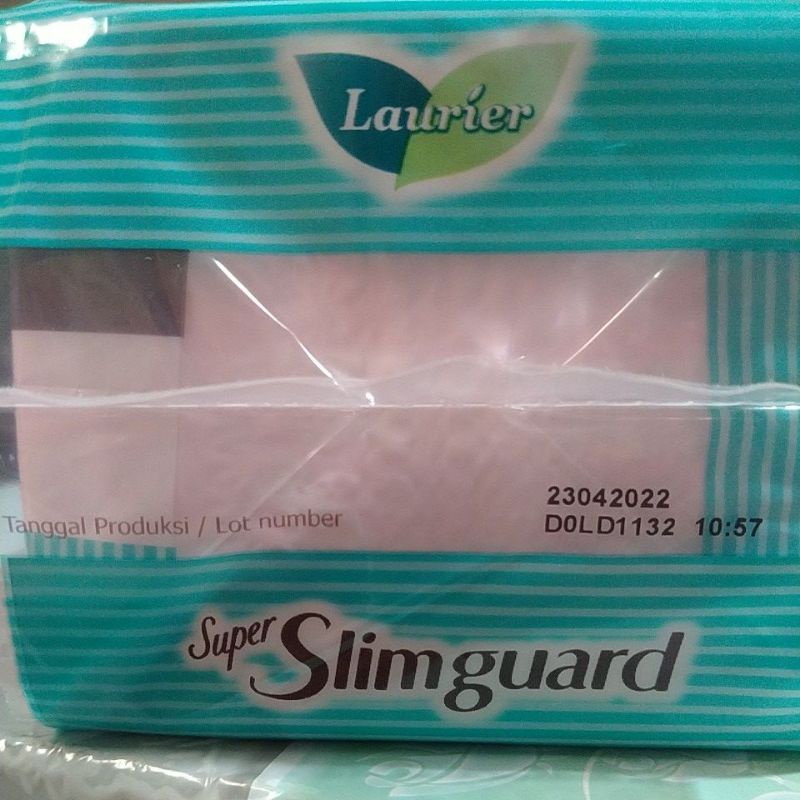 Laurier
23042022
Tanggal Produksi / Lot number D0LD1132 10:57
Super Slimguard